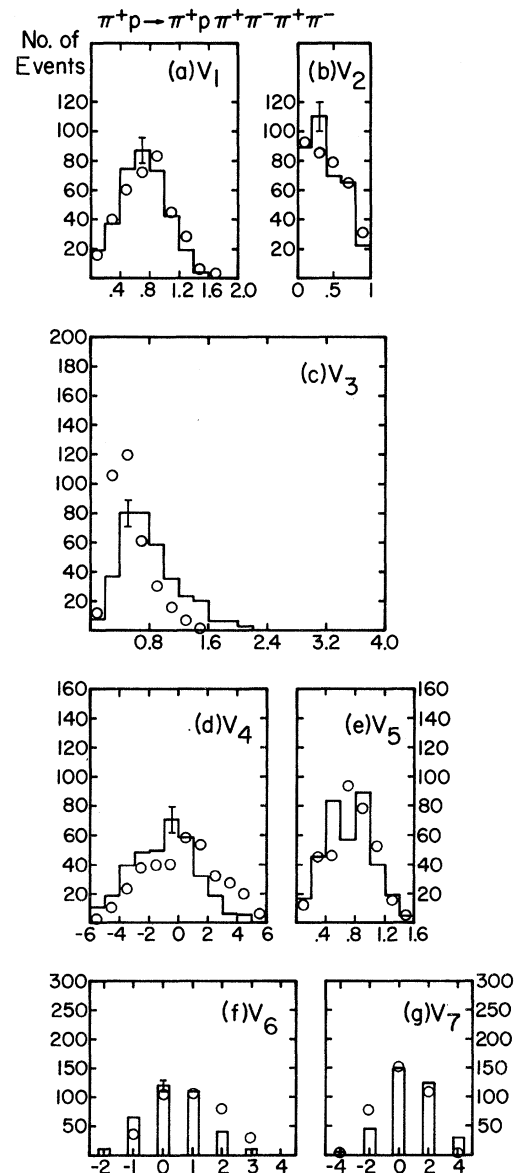 π⁺p → π⁺p π⁺π⁻π⁺π⁻
No. of
Events
(a)V₁ (b)V₂
120 120
100 100
80 80
60 60
40 40
20 20
.4 .8 1.2 2.0 0 .5 1
200
180
160
(c)V₃
140
120
100
80
60
40
20
0.8 1.6 2.4 3.2 4.0
160 160
140 (d)V₄ (e)V₅ 140
120 120
100 100
80 80
60 60
40 40
20 20
-6 -4 -2 0 2 4 6 .4 .8 1.2 1.6
300 300
250 (f)V₆ (g)V₇ 250
200 200
150 150
100 100
50 50
-2 -1 0 1 2 3 4 -4 -2 0 2 4